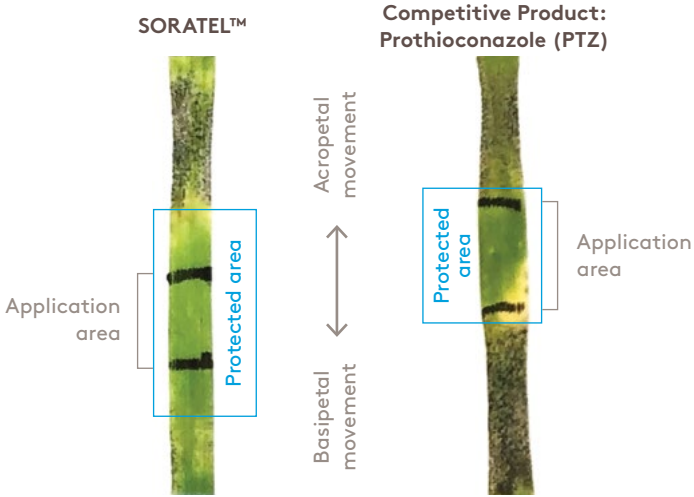 SORATEL™
Competitive Product:
Prothioconazole (PTZ)
Acropetal
movement
Protected
area
Application
area
Protected area
Application
area
Basipetal
movement